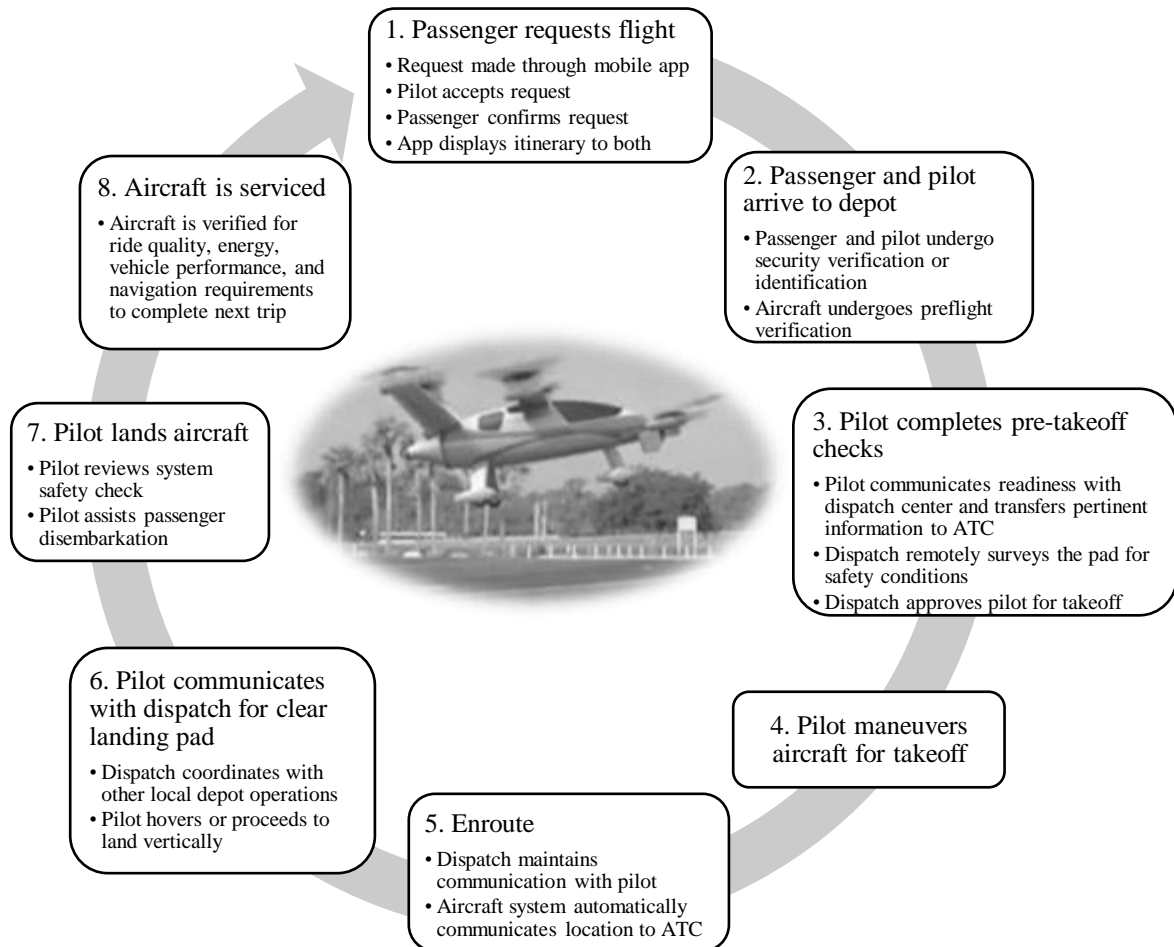 1. Passenger requests flight
• Request made through mobile app
• Pilot accepts request
• Passenger confirms request
• App displays itinerary to both
2. Passenger and pilot
arrive to depot
• Passenger and pilot undergo
security verification or
identification
• Aircraft undergoes preflight
verification
3. Pilot completes pre-takeoff
checks
• Pilot communicates readiness with
dispatch center and transfers pertinent
information to ATC
• Dispatch remotely surveys the pad for
safety conditions
• Dispatch approves pilot for takeoff
4. Pilot maneuvers
aircraft for takeoff
5. Enroute
• Dispatch maintains
communication with pilot
• Aircraft system automatically
communicates location to ATC
6. Pilot communicates
with dispatch for clear
landing pad
• Dispatch coordinates with
other local depot operations
• Pilot hovers or proceeds to
land vertically
7. Pilot lands aircraft
• Pilot reviews system
safety check
• Pilot assists passenger
disembarkation
8. Aircraft is serviced
• Aircraft is verified for
ride quality, energy,
vehicle performance, and
navigation requirements
to complete next trip